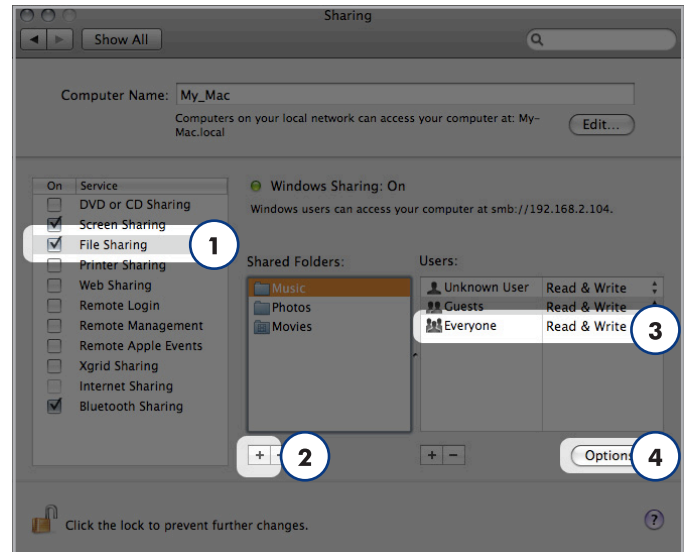 Sharing
Show All
Computer Name: My_Mac
Computers on your local network can access your computer at: My-
Mac.local
Edit...
On Service
DVD or CD Sharing
Screen Sharing
File Sharing
1
Printer Sharing
Web Sharing
Remote Login
Remote Management
Remote Apple Events
Xgrid Sharing
Internet Sharing
Bluetooth Sharing
Windows Sharing: On
Windows users can access your computer at smb://192.168.2.104.
Shared Folders:
Music
Photos
Movies
+
2
Users:
Unknown User Read & Write
Guests Read & Write
Everyone Read & Write
3
+ −
Options
4
Click the lock to prevent further changes.
?